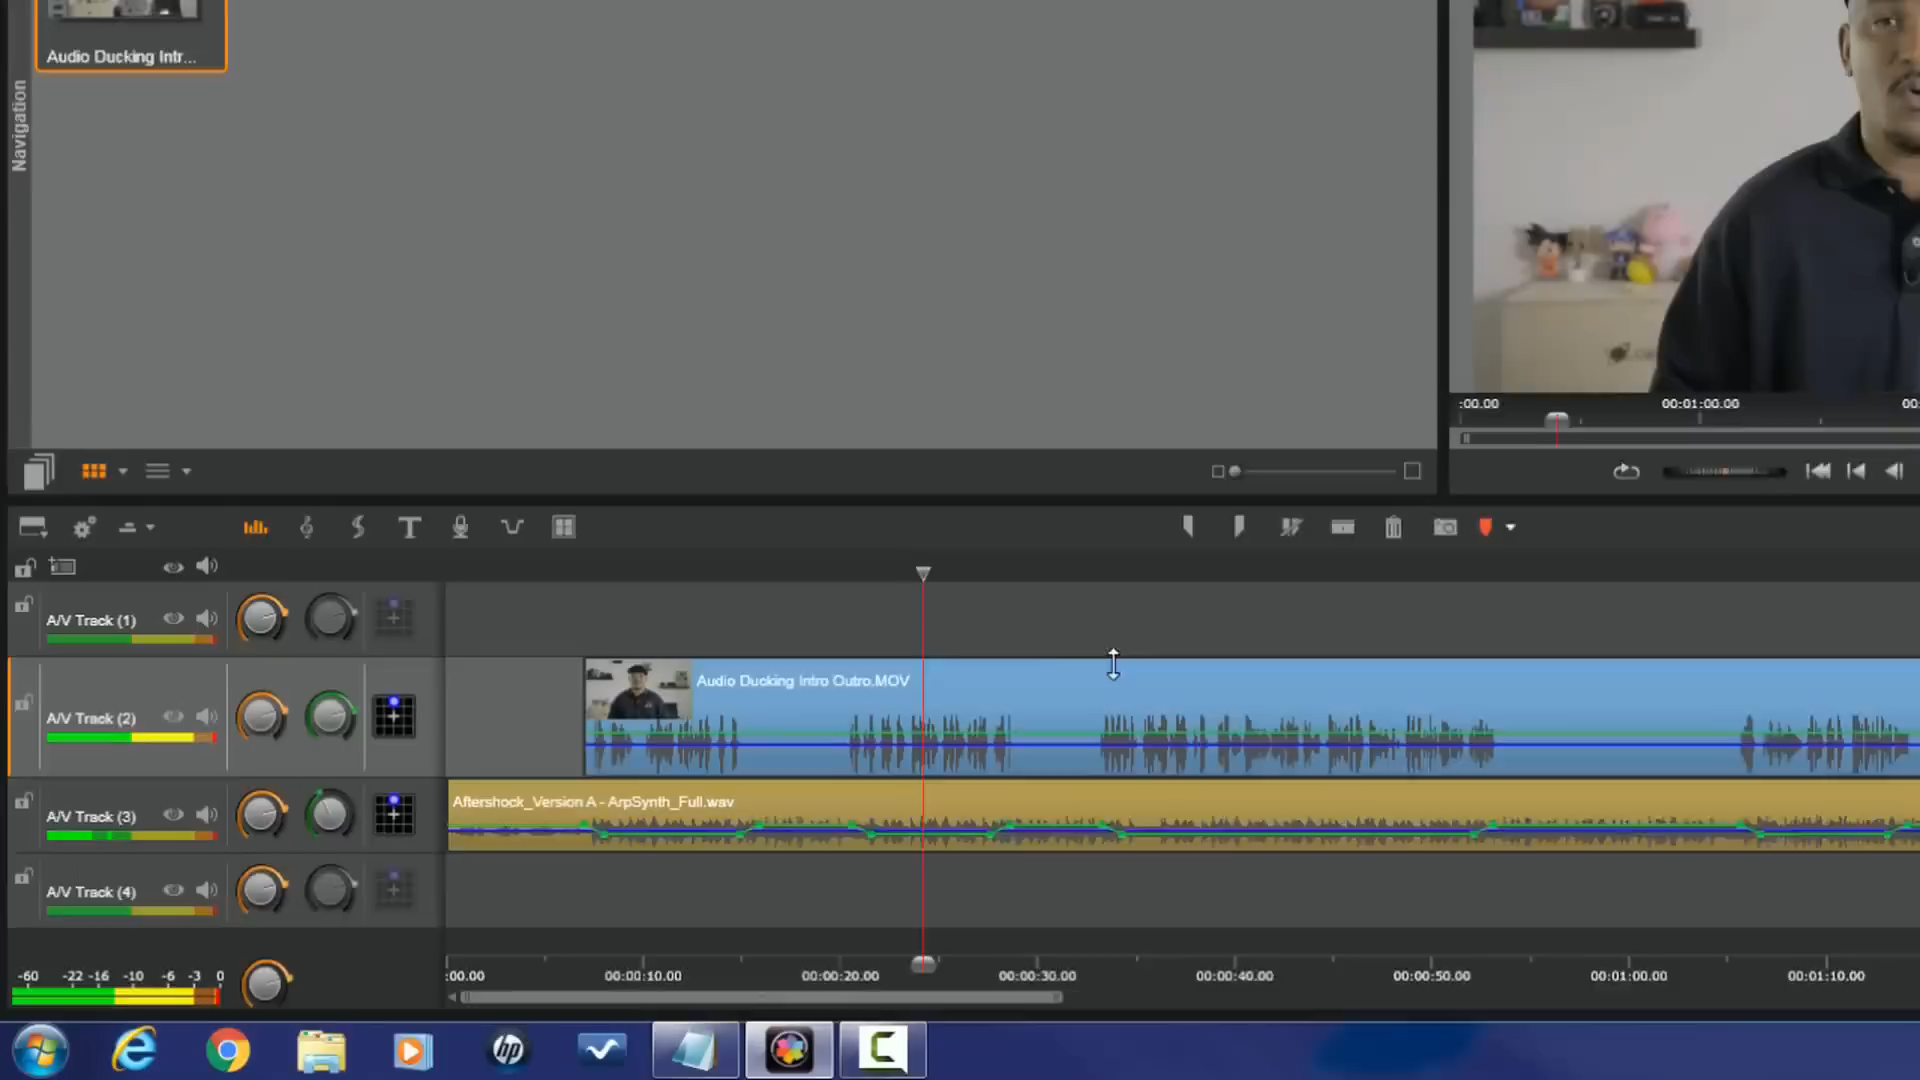 Audio Ducking Intr...
Navigation
:00.00
00:01:00.00
00:
A/V Track (1)
A/V Track (2)
Audio Ducking Intro Outro.MOV
A/V Track (3)
Aftershock_Version A - ArpSynth_Full.wav
A/V Track (4)
-60 -22 -16 -10 -6 -3 0
:00.00 00:00:10.00 00:00:20.00 00:00:30.00 00:00:40.00 00:00:50.00 00:01:00.00 00:01:10.00
hp